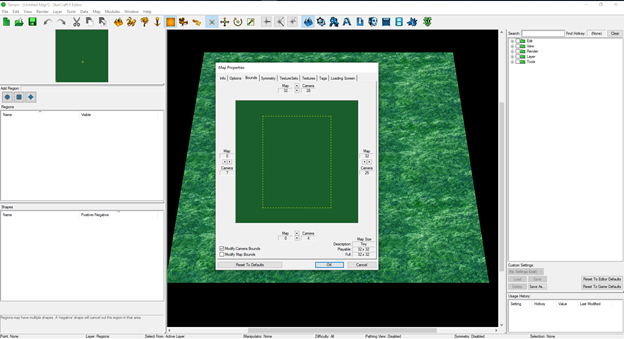 Terrain - [Untitled Map*] - StarCraft II Editor
File Edit View Render Layer Tools Data Map Modules Window Help
Add Region:
Regions
Name Visible
Shapes
Name Positive/Negative
Regions may have multiple shapes. A 'negative' shape will cancel out the region in that area.
Map Properties
Info Options Bounds Symmetry TextureSets Textures Tags Loading Screen
Map Camera
32 28
Map
0
Camera
7
Map
32
Camera
25
Map Camera
0 4
Map Size
Description: Tiny
Playable: 32 x 32
Full: 32 x 32
Modify Camera Bounds
Modify Map Bounds
Reset To Defaults
OK
Cancel
Search: Find Hotkey: (None) Clear
Edit
View
Render
Layer
Tools
Custom Settings:
Load Save
Delete Save As...
Reset To Editor Defaults
Reset To Game Defaults
Usage History:
Setting Hotkey Value Last Modified
Point: None Layer: Regions Select From: Active Layer Manipulator: None Difficulty: All Pathing View: Disabled Symmetry: Disabled Selection: None